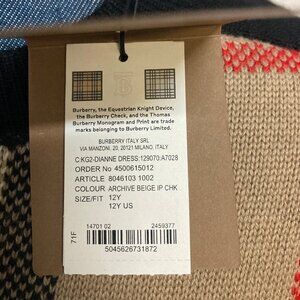 Burberry, the Equestrian Knight Device,
the Burberry Check, and the Thomas
Burberry Monogram and Print are trade
marks belonging to Burberry Limited.
BURBERRY ITALY SRL
VIA MANZONI, 20, 20121 MILANO, ITALY
C KG2-DIANNE DRESS:129070:A7028
ORDER No 4500615012
ARTICLE 8046103 1002
COLOUR ARCHIVE BEIGE IP CHK
SIZE/FIT 12Y
12Y US
71F
14701 02 2459377
5045626731872